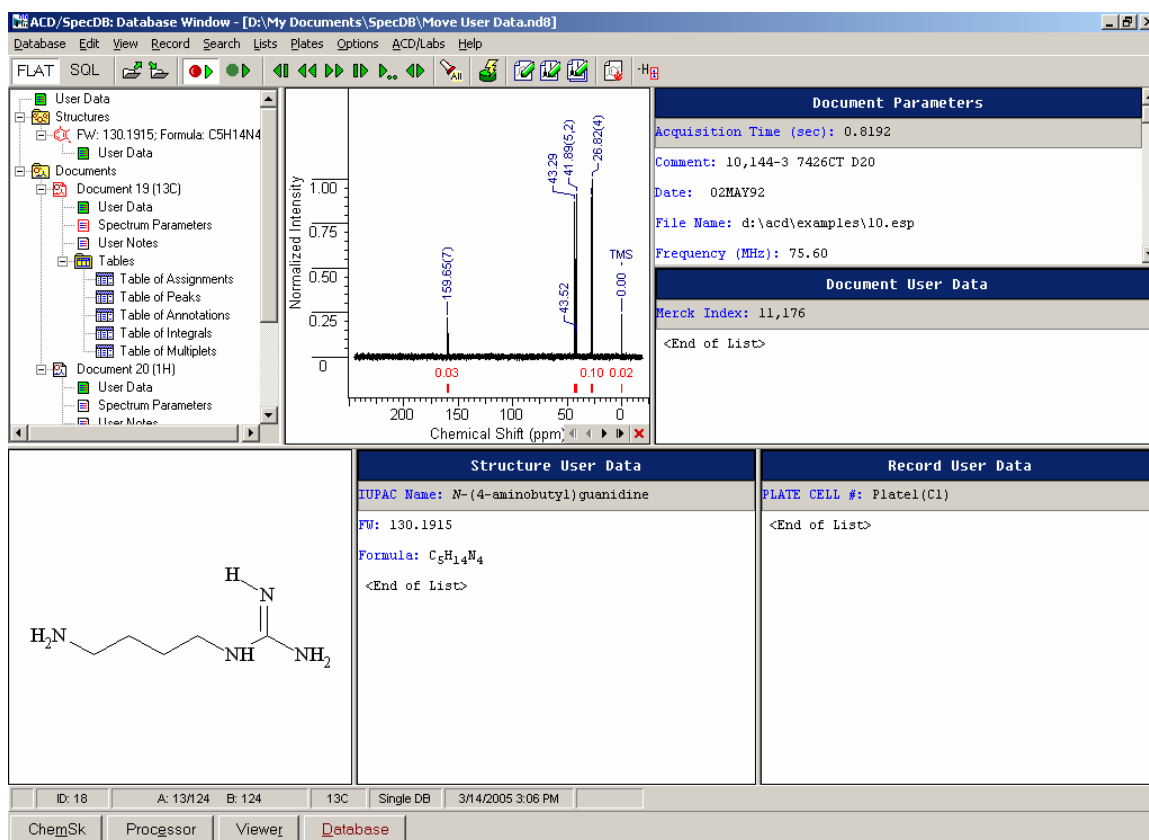 ACD/SpecDB: Database Window - [D:\My Documents\SpecDB\Move User Data.nd8]
Database Edit View Record Search Lists Plates Options ACD/Labs Help
FLAT SQL All -H
User Data
Structures
FW: 130.1915; Formula: C5H14N4
User Data
Documents
Document 19 (13C)
User Data
Spectrum Parameters
User Notes
Tables
Table of Assignments
Table of Peaks
Table of Annotations
Table of Integrals
Table of Multiplets
Document 20 (1H)
User Data
Spectrum Parameters
User Notes
Normalized Intensity
1.00
0.75
0.50
0.25
0
159.65(7)
43.29
41.89(5,2)
43.52
26.82(4)
TMS
0.00
0.03 0.10 0.02
200 150 100 50 0
Chemical Shift (ppm)
Document Parameters
Acquisition Time (sec): 0.8192
Comment: 10,144-3 7426CT D20
Date: 02MAY92
File Name: d:\acd\examples\10.esp
Frequency (MHz): 75.60
Document User Data
Merck Index: 11,176
<End of List>
H
N
H2N
NH
NH2
Structure User Data
IUPAC Name: N-(4-aminobutyl)guanidine
FW: 130.1915
Formula: C5H14N4
<End of List>
Record User Data
PLATE CELL #: Plate1(C1)
<End of List>
ID: 18 A: 13/124 B: 124 13C Single DB 3/14/2005 3:06 PM
ChemSk Processor Viewer Database